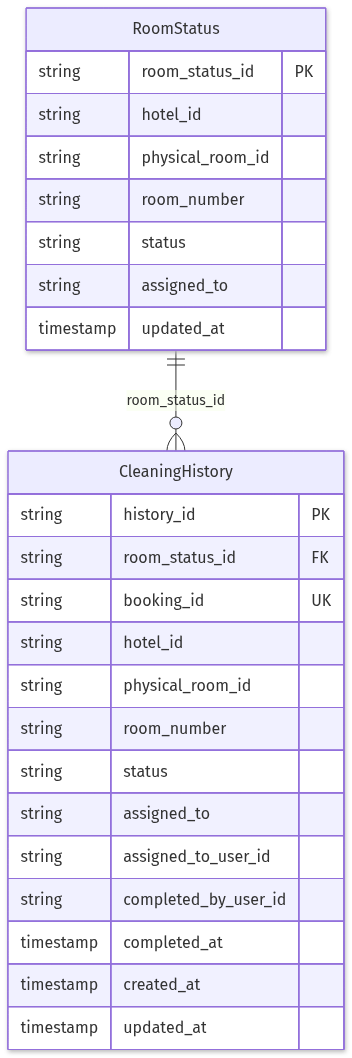 RoomStatus
string room_status_id PK
string hotel_id
string physical_room_id
string room_number
string status
string assigned_to
timestamp updated_at
room_status_id
CleaningHistory
string history_id PK
string room_status_id FK
string booking_id UK
string hotel_id
string physical_room_id
string room_number
string status
string assigned_to
string assigned_to_user_id
string completed_by_user_id
timestamp completed_at
timestamp created_at
timestamp updated_at